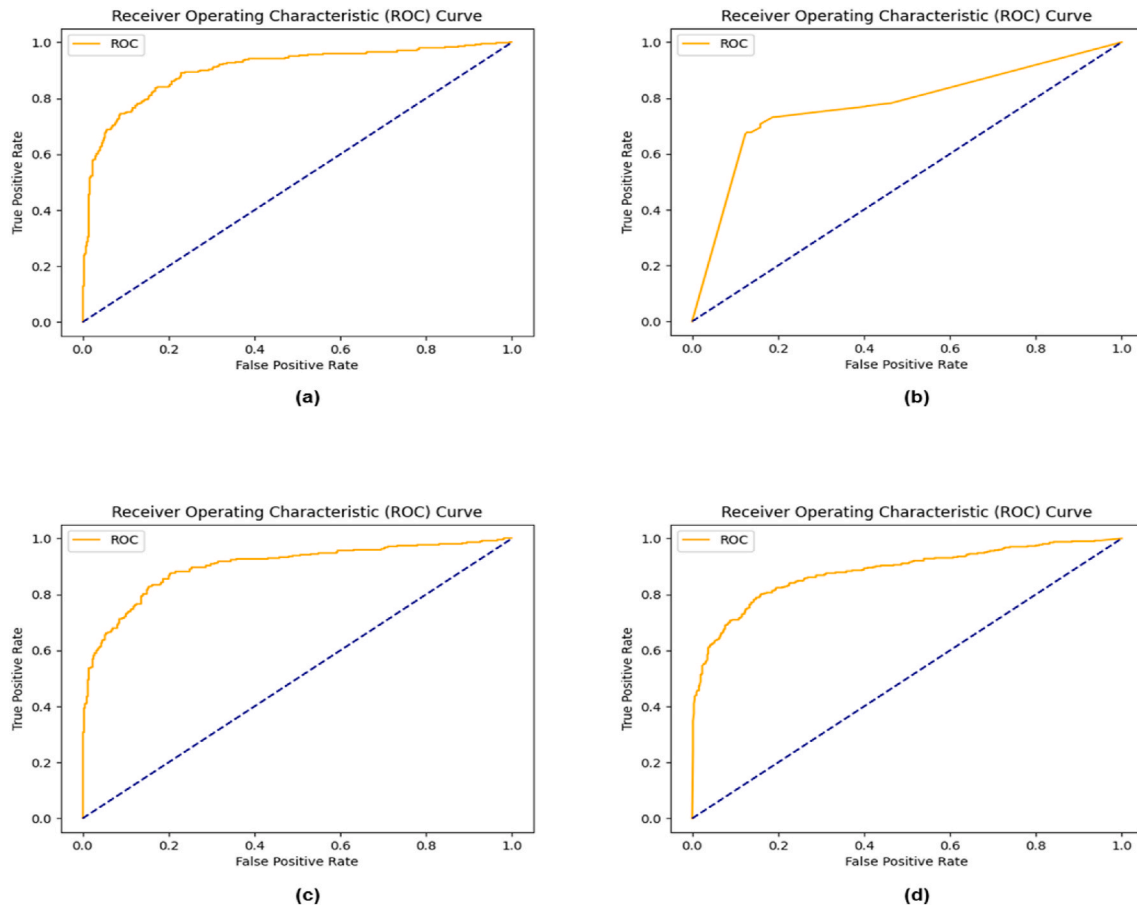 Receiver Operating Characteristic (ROC) Curve
ROC
1.0
0.8
0.6
0.4
0.2
0.0
True Positive Rate
0.0 0.2 0.4 0.6 0.8 1.0
False Positive Rate
(a)
Receiver Operating Characteristic (ROC) Curve
ROC
1.0
0.8
0.6
0.4
0.2
0.0
True Positive Rate
0.0 0.2 0.4 0.6 0.8 1.0
False Positive Rate
(b)
Receiver Operating Characteristic (ROC) Curve
ROC
1.0
0.8
0.6
0.4
0.2
0.0
True Positive Rate
0.0 0.2 0.4 0.6 0.8 1.0
False Positive Rate
(c)
Receiver Operating Characteristic (ROC) Curve
ROC
1.0
0.8
0.6
0.4
0.2
0.0
True Positive Rate
0.0 0.2 0.4 0.6 0.8 1.0
False Positive Rate
(d)